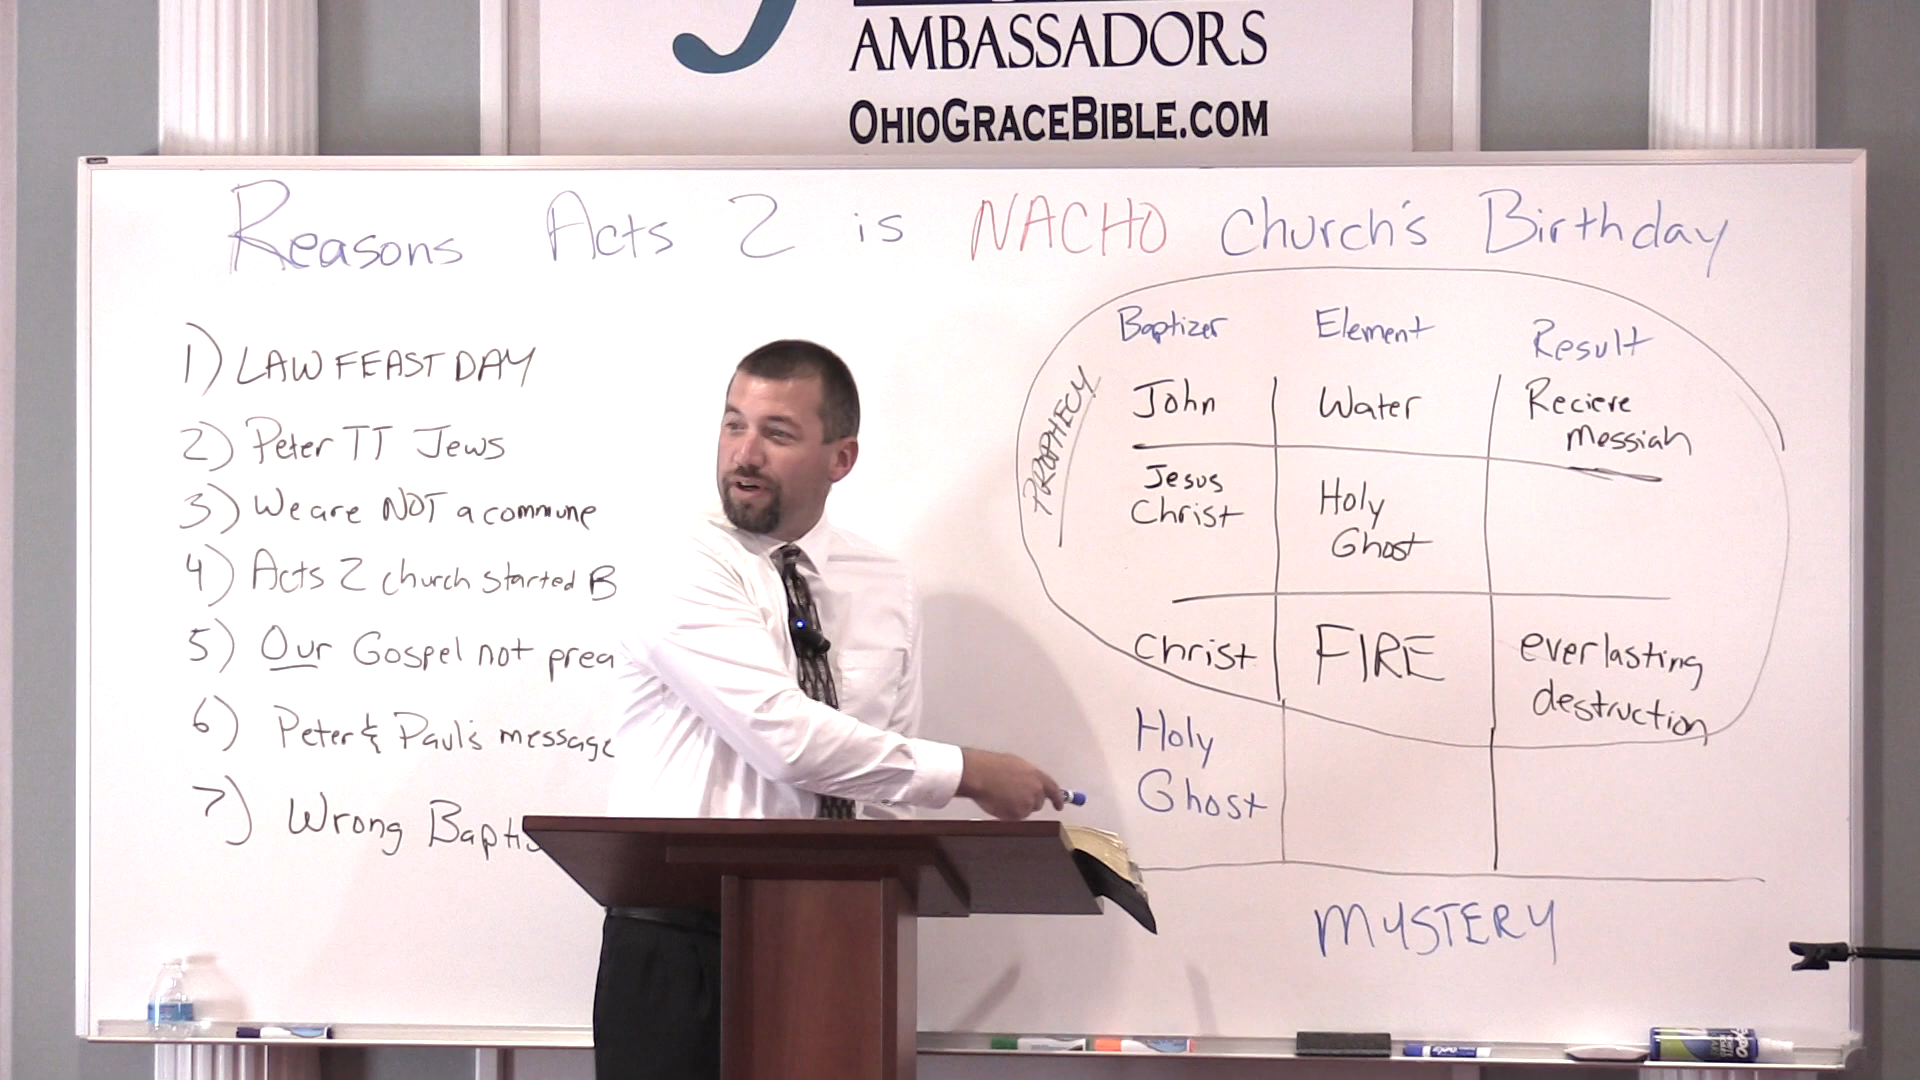 AMBASSADORS
OHIOGRACEBIBLE.COM
Reasons Acts 2 is NACHO Church's Birthday
1) LAW FEAST DAY
2) Peter TT Jews
3) We are NOT a commune
4) Acts 2 church started B
5) Our Gospel not prea
6) Peter & Paul's message
7) Wrong Baptis
PROPHECY
Baptizer Element Result
John Water Recieve
Messiah
Jesus
Christ
Holy
Ghost
Christ FIRE everlasting
destruction
Holy
Ghost
MYSTERY
EXPO